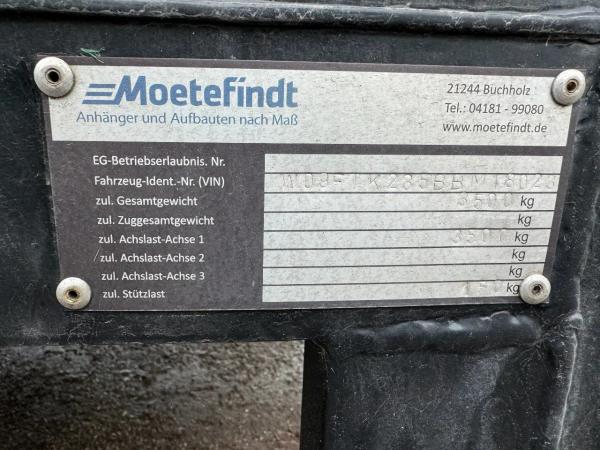 Moetefindt
Anhänger und Aufbauten nach Maß
21244 Buchholz
Tel.: 04181 - 99080
www.moetefindt.de
EG-Betriebserlaubnis. Nr.
Fahrzeug-Ident.-Nr. (VIN)
zul. Gesamtgewicht 3500 kg
zul. Zuggesamtgewicht kg
zul. Achslast-Achse 1 3500 kg
zul. Achslast-Achse 2 kg
zul. Achslast-Achse 3 kg
zul. Stützlast kg